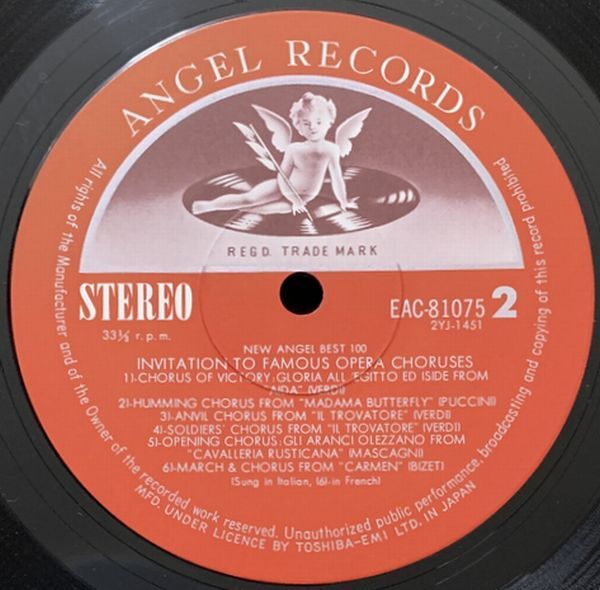 ANGEL RECORDS
REGD. TRADE MARK
STEREO
33⅓ r.p.m.
EAC-81075 2
2YJ-1451
NEW ANGEL BEST 100
INVITATION TO FAMOUS OPERA CHORUSES
1)-CHORUS OF VICTORY:GLORIA ALL' EGITTO ED ISIDE FROM
"AIDA" (VERDI)
2)-HUMMING CHORUS FROM "MADAMA BUTTERFLY" (PUCCINI)
3)-ANVIL CHORUS FROM "IL TROVATORE" (VERDI)
4)-SOLDIERS' CHORUS FROM "IL TROVATORE" (VERDI)
5)-OPENING CHORUS:GLI ARANCI OLEZZANO FROM
"CAVALLERIA RUSTICANA" (MASCAGNI)
6)-MARCH & CHORUS FROM "CARMEN" (BIZET)
(Sung in Italian, (6)-in French)
All rights of the Manufacturer and of the Owner of the recorded work reserved. Unauthorized public performance, broadcasting and copying of this record prohibited
MFD. UNDER LICENCE BY TOSHIBA-EMI LTD. IN JAPAN